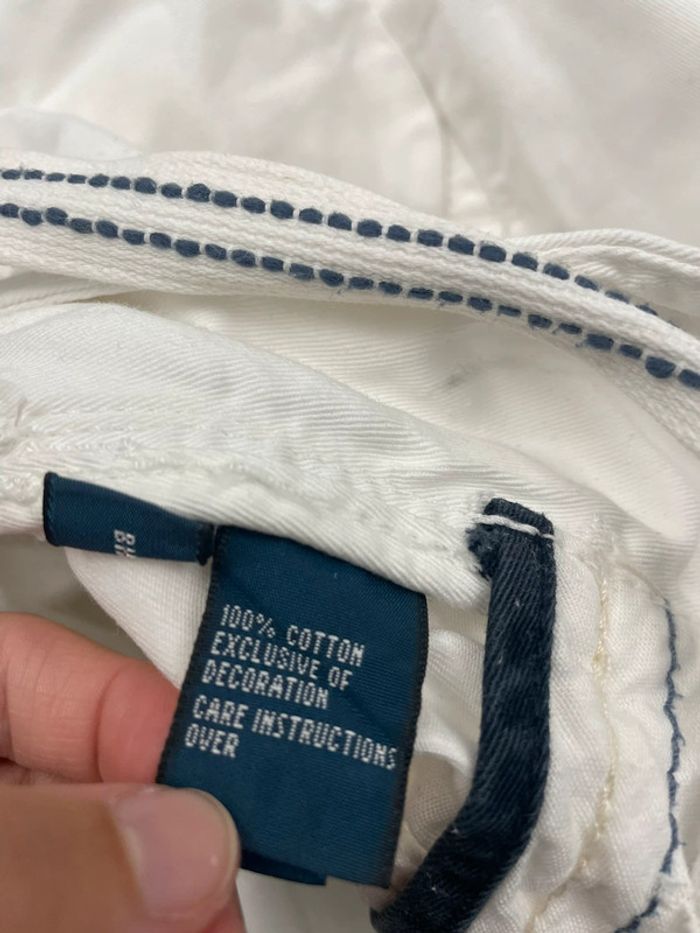 100% COTTON
EXCLUSIVE OF
DECORATION
CARE INSTRUCTIONS
OVER